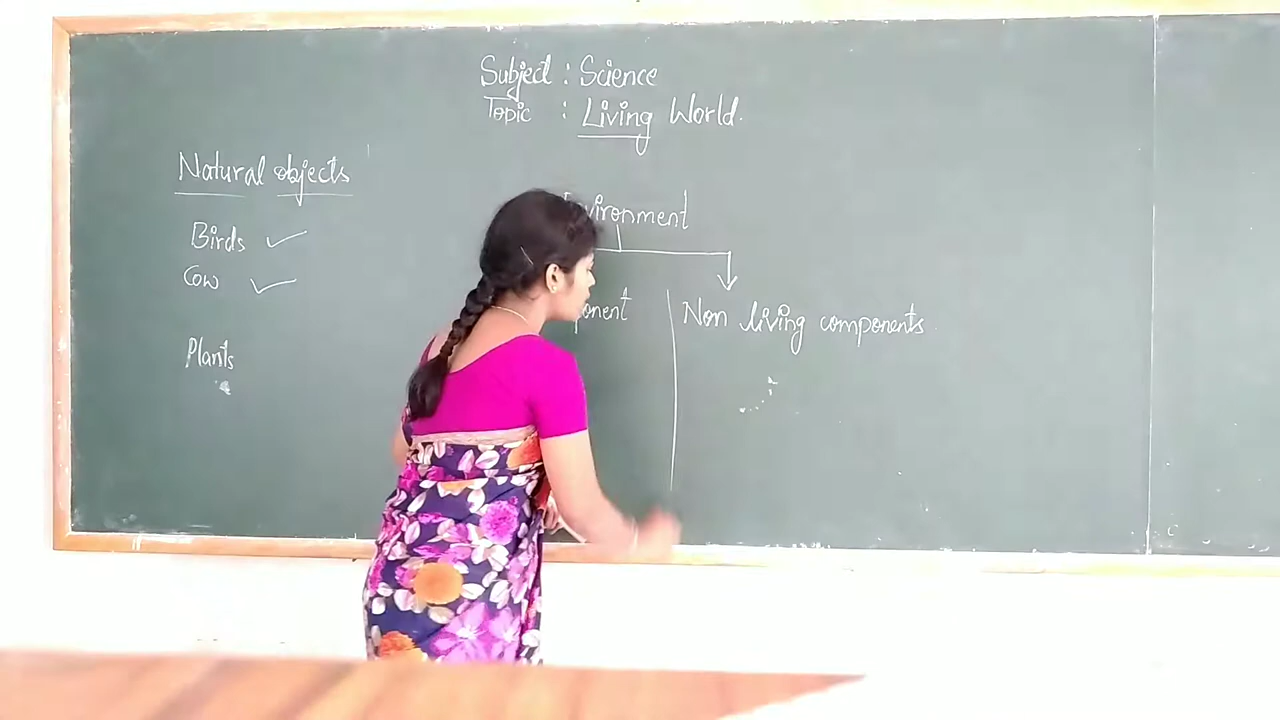 Subject : Science
Topic : Living World.
Natural objects
Birds
Cow
Plants
Non living components